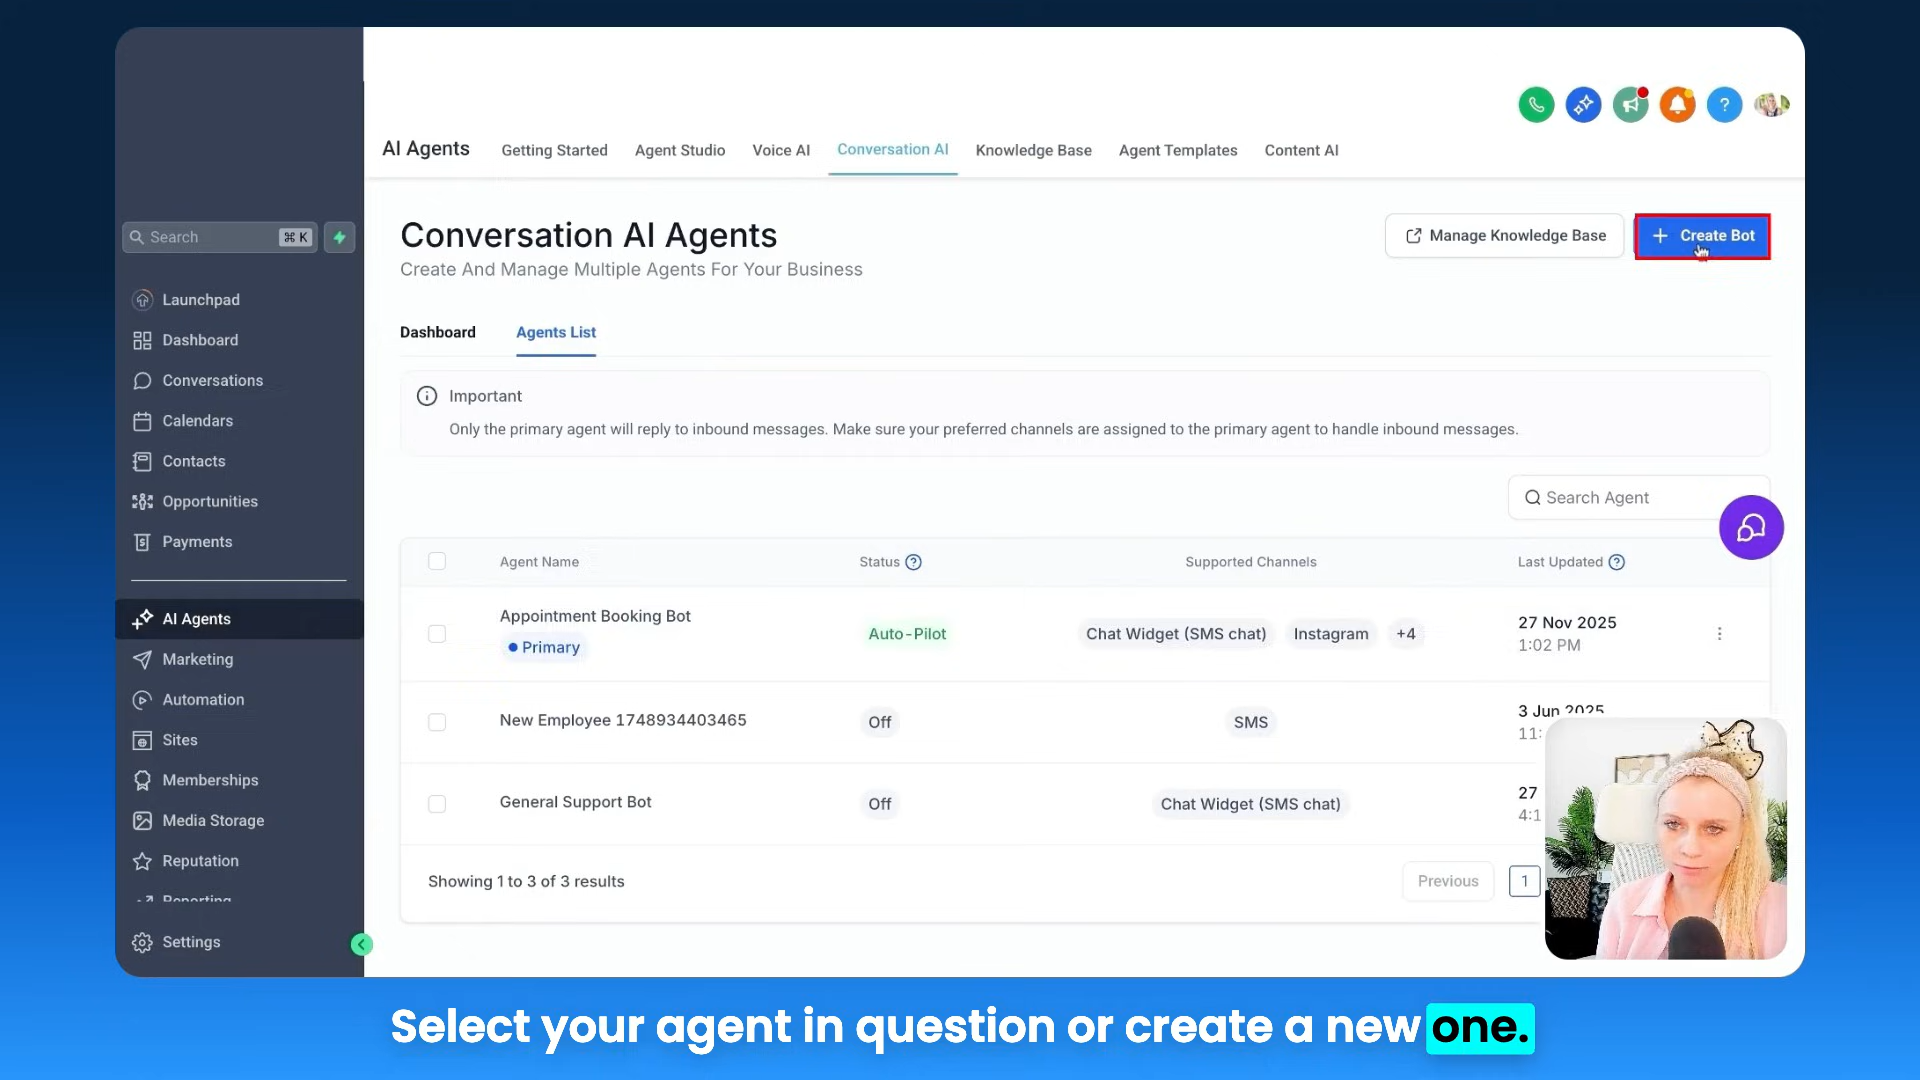 AI Agents
Getting Started
Agent Studio
Voice AI
Conversation AI
Knowledge Base
Agent Templates
Content AI
Search
⌘ K
Launchpad
Dashboard
Conversations
Calendars
Contacts
Opportunities
Payments
AI Agents
Marketing
Automation
Sites
Memberships
Media Storage
Reputation
Reporting
Settings
Conversation AI Agents
Create And Manage Multiple Agents For Your Business
Manage Knowledge Base
+ Create Bot
Dashboard
Agents List
Important
Only the primary agent will reply to inbound messages. Make sure your preferred channels are assigned to the primary agent to handle inbound messages.
Search Agent
Agent Name
Status
Supported Channels
Last Updated
Appointment Booking Bot
Primary
Auto-Pilot
Chat Widget (SMS chat)
Instagram
+4
27 Nov 2025
1:02 PM
New Employee 1748934403465
Off
SMS
3 Jun 2025
11:
General Support Bot
Off
Chat Widget (SMS chat)
27
4:1
Showing 1 to 3 of 3 results
Previous
1
Select your agent in question or create a new one.